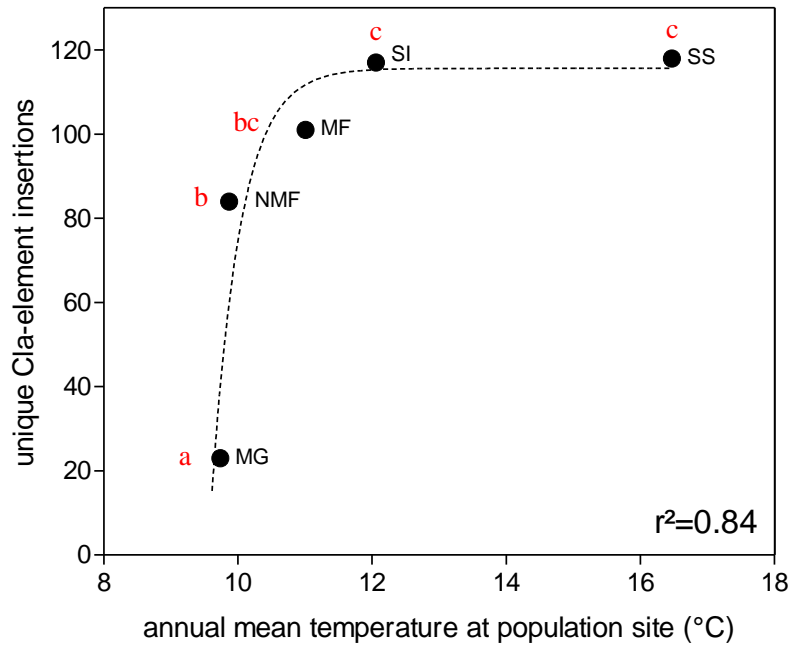 unique Cla-element insertions
120
100
80
60
40
20
0
c
SI
c
SS
bc
MF
b
NMF
a
MG
r²=0.84
8
10
12
14
16
18
annual mean temperature at population site (°C)